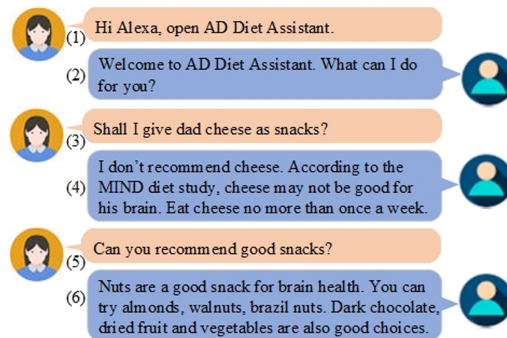 (1) Hi Alexa, open AD Diet Assistant.
(2) Welcome to AD Diet Assistant. What can I do
for you?
(3) Shall I give dad cheese as snacks?
(4) I don't recommend cheese. According to the
MIND diet study, cheese may not be good for
his brain. Eat cheese no more than once a week.
(5) Can you recommend good snacks?
(6) Nuts are a good snack for brain health. You can
try almonds, walnuts, brazil nuts. Dark chocolate,
dried fruit and vegetables are also good choices.